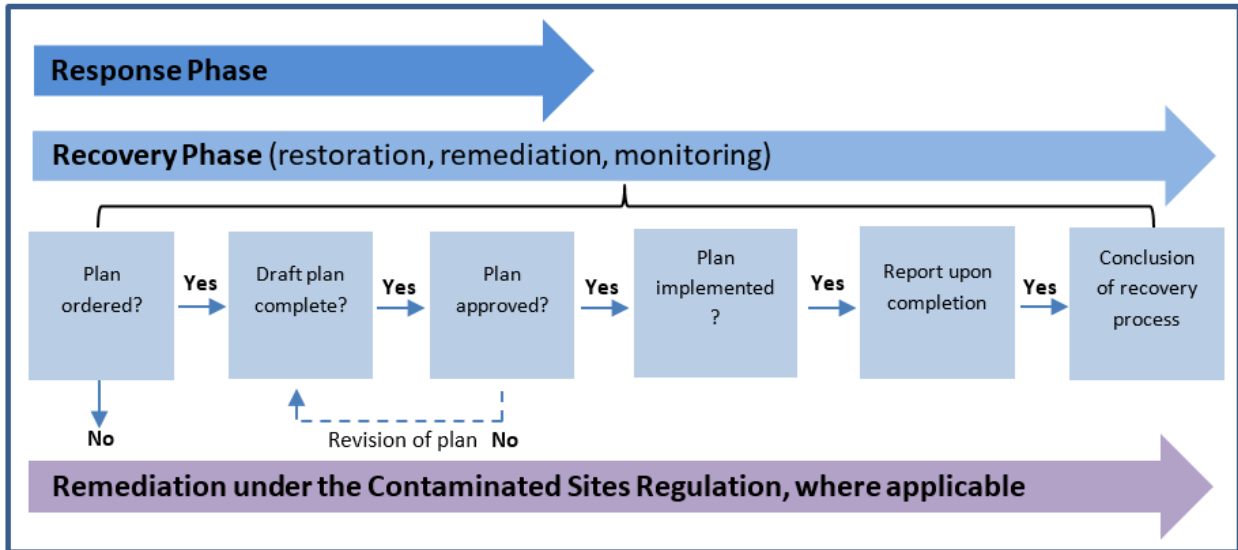 Response Phase
Recovery Phase (restoration, remediation, monitoring)
Plan
ordered?
Yes
Draft plan
complete?
Yes
Plan
approved?
Yes
Plan
implemented
?
Yes
Report upon
completion
Yes
Conclusion
of recovery
process
No
Revision of plan No
Remediation under the Contaminated Sites Regulation, where applicable